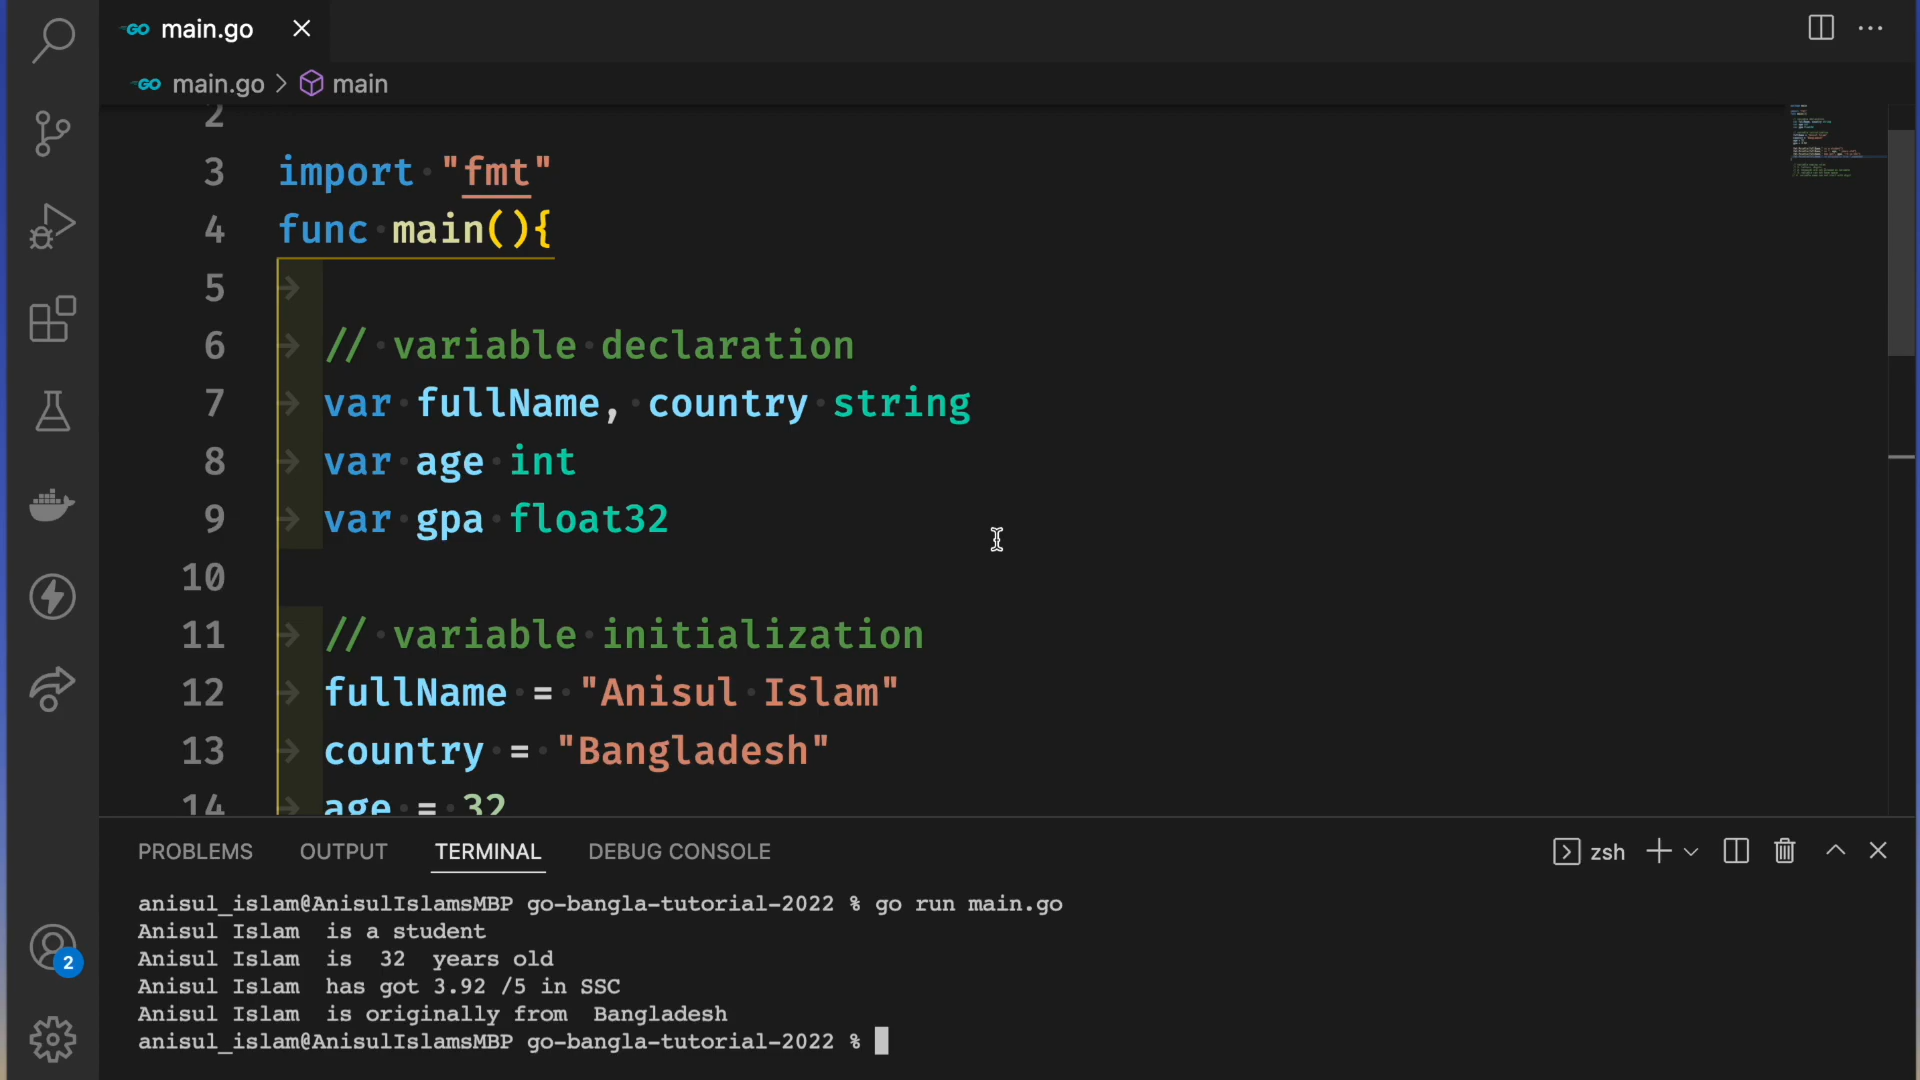 GO main.go
GO main.go > main
2
3 import "fmt"
4 func main(){
5
6 // variable declaration
7 var fullName, country string
8 var age int
9 var gpa float32
10
11 // variable initialization
12 fullName = "Anisul Islam"
13 country = "Bangladesh"
14 age = 32
PROBLEMS OUTPUT TERMINAL DEBUG CONSOLE zsh
anisul_islam@AnisulIslamsMBP go-bangla-tutorial-2022 % go run main.go
Anisul Islam  is a student
Anisul Islam  is  32  years old
Anisul Islam  has got 3.92 /5 in SSC
Anisul Islam  is originally from  Bangladesh
anisul_islam@AnisulIslamsMBP go-bangla-tutorial-2022 %
2